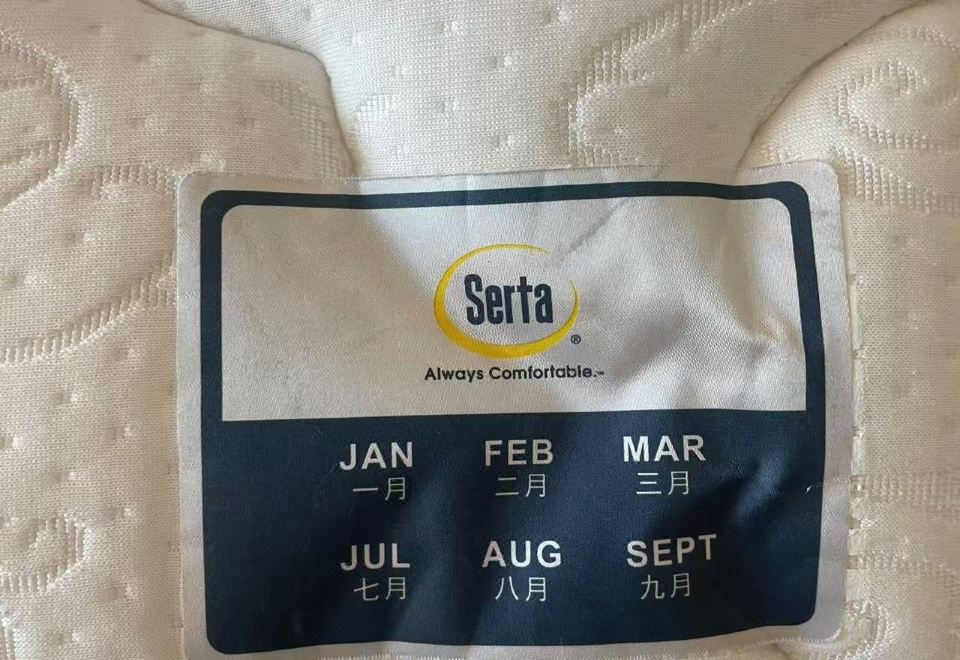 Serta®
Always Comfortable.™
JAN FEB MAR
一月 二月 三月
JUL AUG SEPT
七月 八月 九月